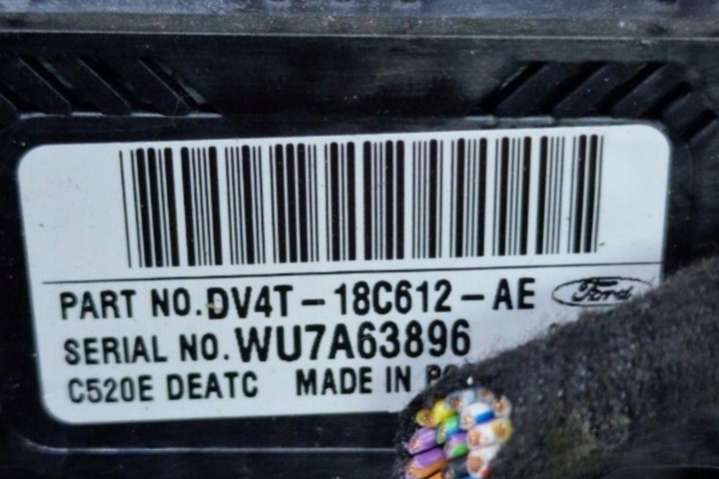 PART NO.DV4T-18C612-AE Ford
SERIAL NO.WU7A63896
C520E DEATC MADE IN